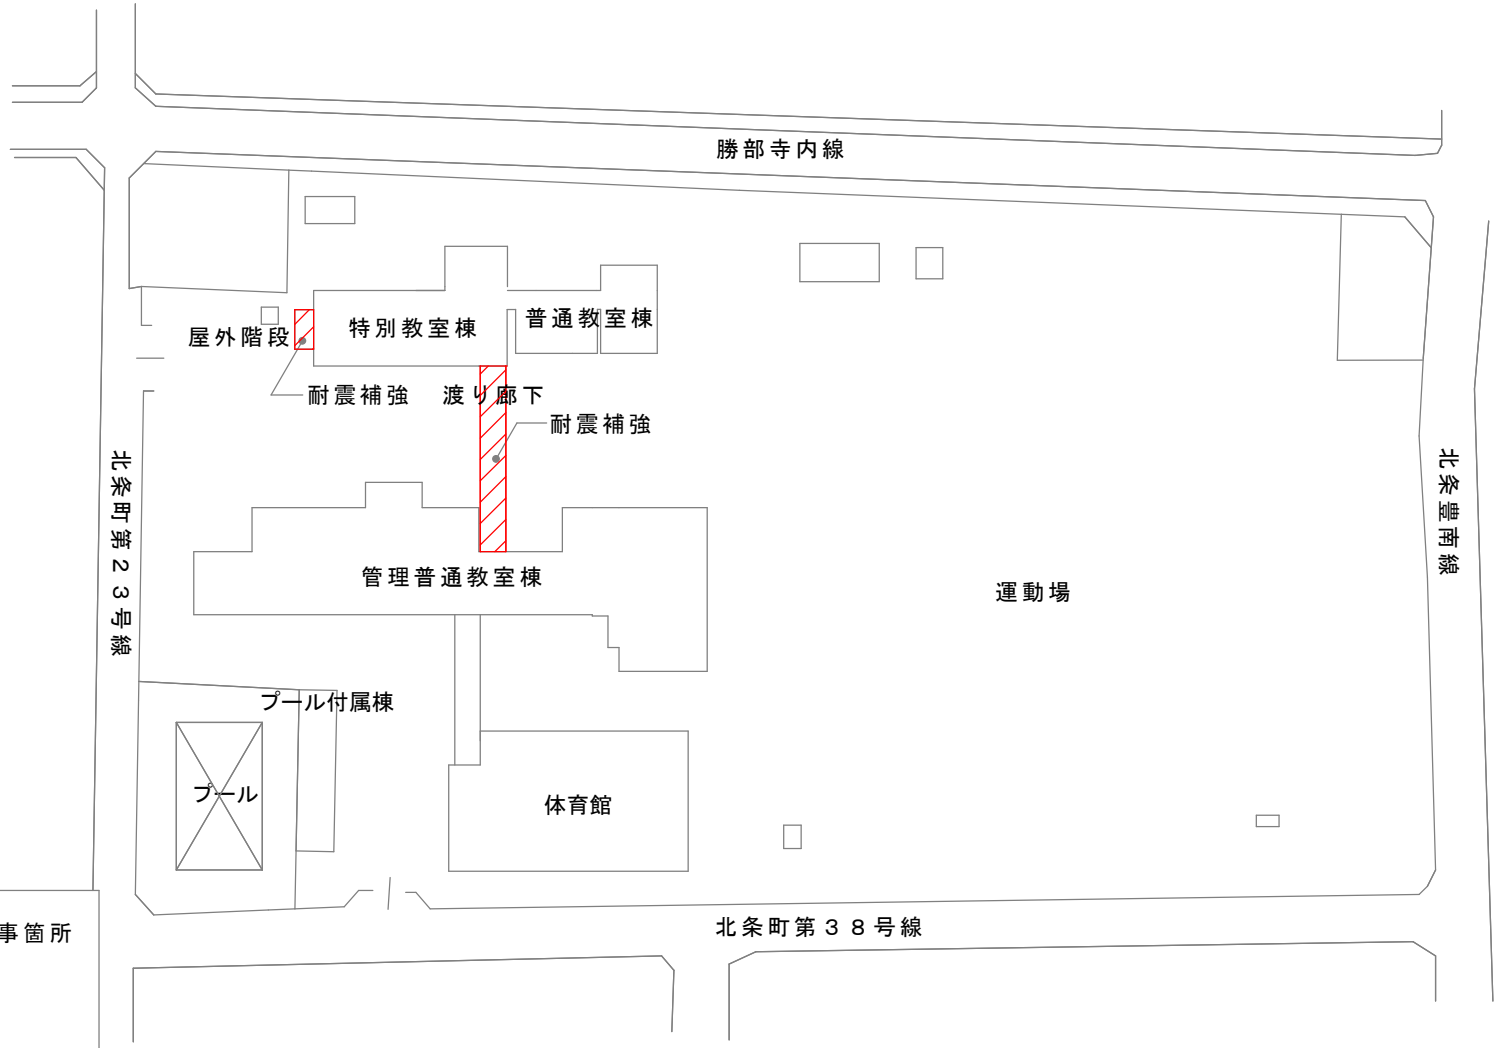 勝部寺内線
普通教室棟
特別教室棟
屋外階段
耐震補強
渡り廊下
耐震補強
北条町第２３号線
北条豊南線
管理普通教室棟
運動場
プール付属棟
プール
体育館
北条町第３８号線
事箇所